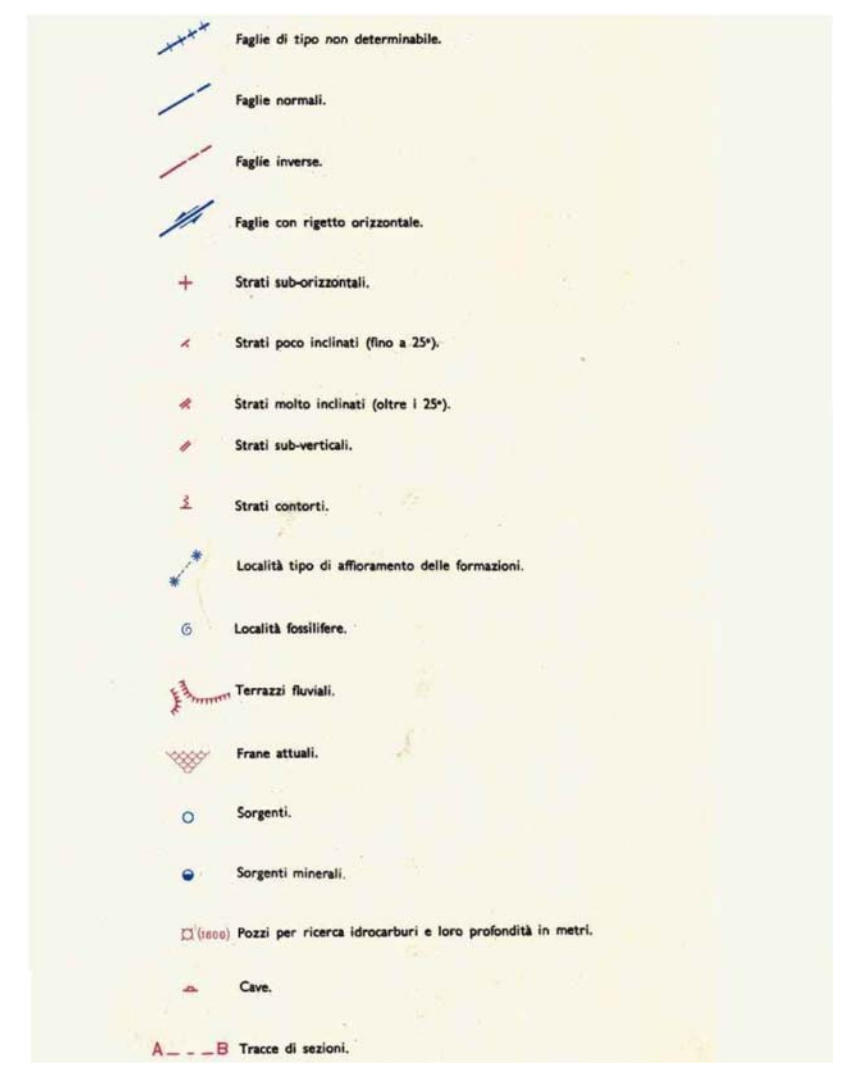 Faglie di tipo non determinabile.
Faglie normali.
Faglie inverse.
Faglie con rigetto orizzontale.
Strati sub-orizzontali.
Strati poco inclinati (fino a 25°).
Strati molto inclinati (oltre i 25°).
Strati sub-verticali.
Strati contorti.
Località tipo di affioramento delle formazioni.
Località fossilifere.
Terrazzi fluviali.
Frane attuali.
Sorgenti.
Sorgenti minerali.
(1600) Pozzi per ricerca idrocarburi e loro profondità in metri.
Cave.
A _ _ _ B Tracce di sezioni.